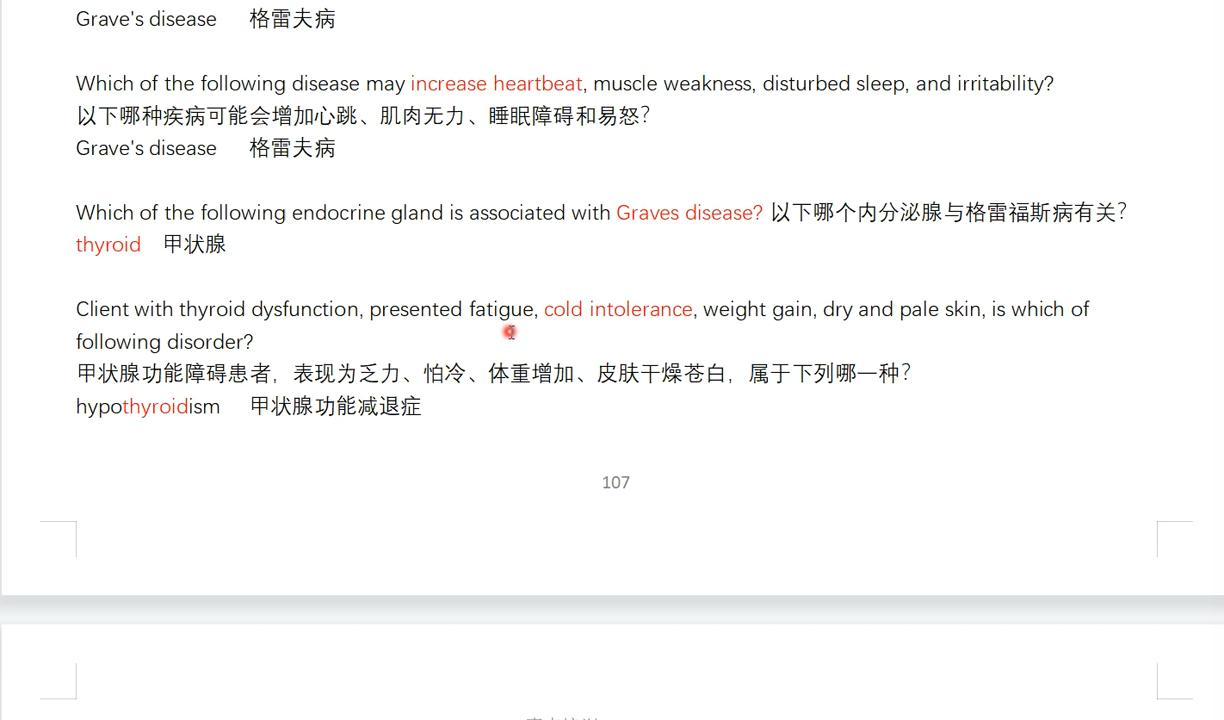 Grave's disease 格雷夫病
Which of the following disease may increase heartbeat, muscle weakness, disturbed sleep, and irritability?
以下哪种疾病可能会增加心跳、肌肉无力、睡眠障碍和易怒？
Grave's disease 格雷夫病
Which of the following endocrine gland is associated with Graves disease? 以下哪个内分泌腺与格雷福斯病有关？
thyroid 甲状腺
Client with thyroid dysfunction, presented fatigue, cold intolerance, weight gain, dry and pale skin, is which of
following disorder?
甲状腺功能障碍患者，表现为乏力、怕冷、体重增加、皮肤干燥苍白，属于下列哪一种？
hypothyroidism 甲状腺功能减退症
107